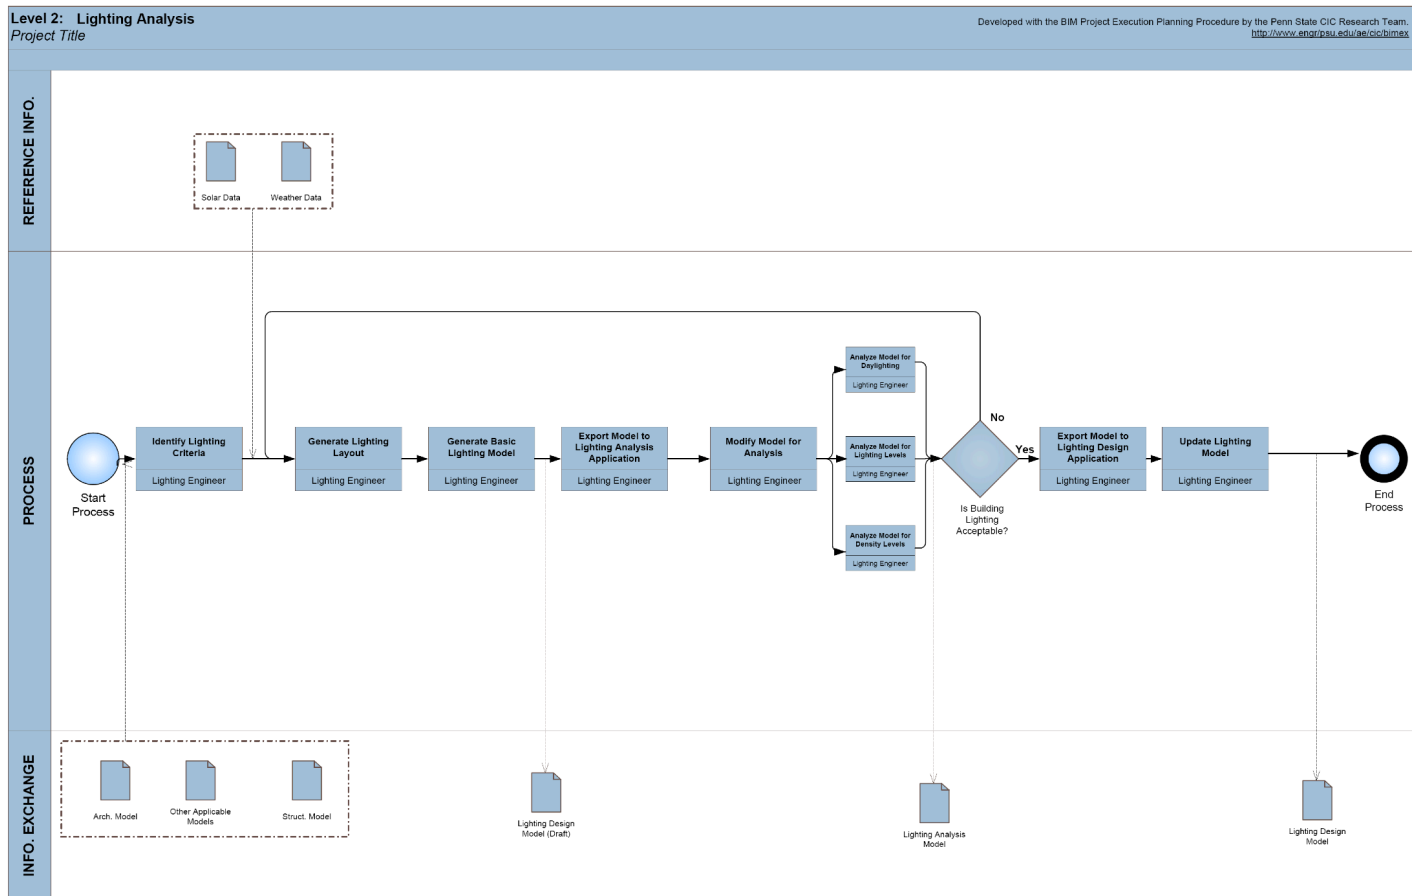 Level 2: Lighting Analysis
Project Title
Developed with the BIM Project Execution Planning Procedure by the Penn State CIC Research Team.
http://www.engr/psu.edu/ae/cic/bimex
REFERENCE INFO.
Solar Data
Weather Data
PROCESS
Start
Process
Identify Lighting
Criteria
Lighting Engineer
Generate Lighting
Layout
Lighting Engineer
Generate Basic
Lighting Model
Lighting Engineer
Export Model to
Lighting Analysis
Application
Lighting Engineer
Modify Model for
Analysis
Lighting Engineer
Analyze Model for
Daylighting
Lighting Engineer
Analyze Model for
Lighting Levels
Lighting Engineer
Analyze Model for
Density Levels
Lighting Engineer
No
Yes
Is Building
Lighting
Acceptable?
Export Model to
Lighting Design
Application
Lighting Engineer
Update Lighting
Model
Lighting Engineer
End
Process
INFO. EXCHANGE
Arch. Model
Other Applicable
Models
Struct. Model
Lighting Design
Model (Draft)
Lighting Analysis
Model
Lighting Design
Model